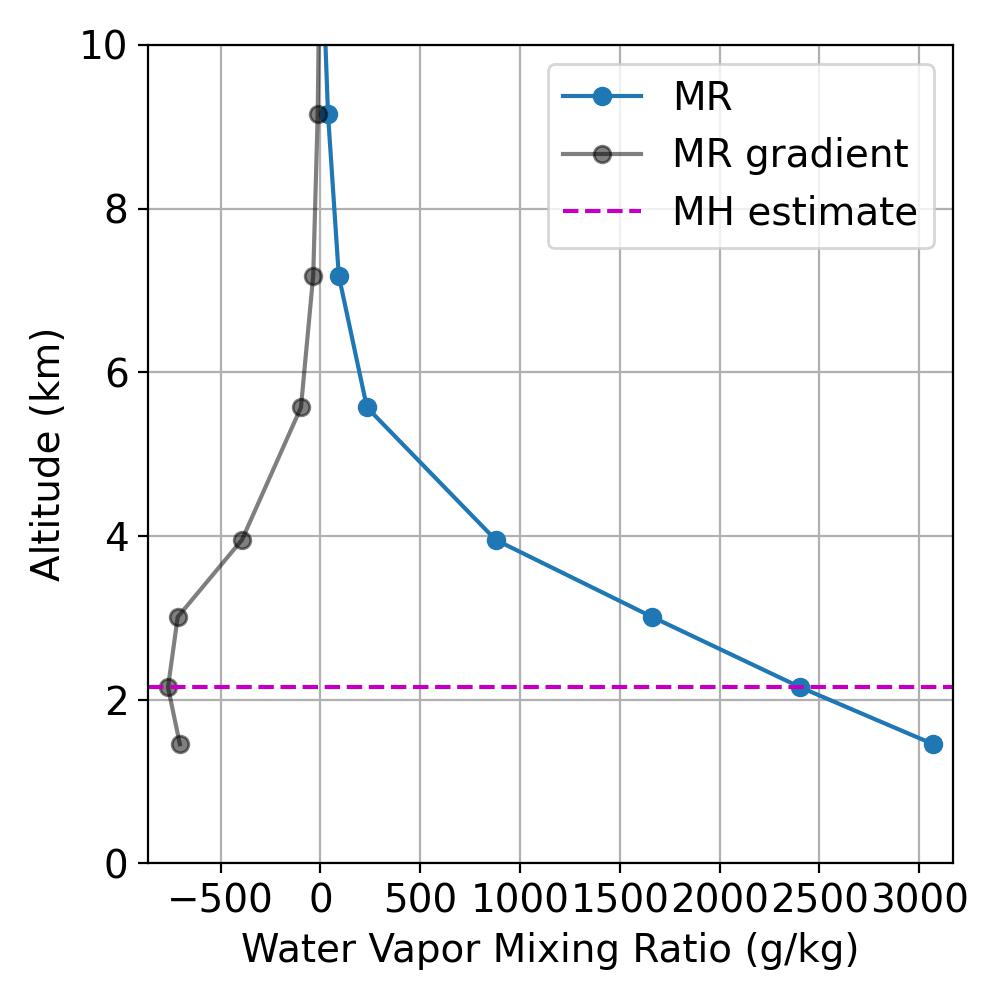 10
8
6
4
2
0
Altitude (km)
MR
MR gradient
MH estimate
−500 0 500 1000 1500 2000 2500 3000
Water Vapor Mixing Ratio (g/kg)